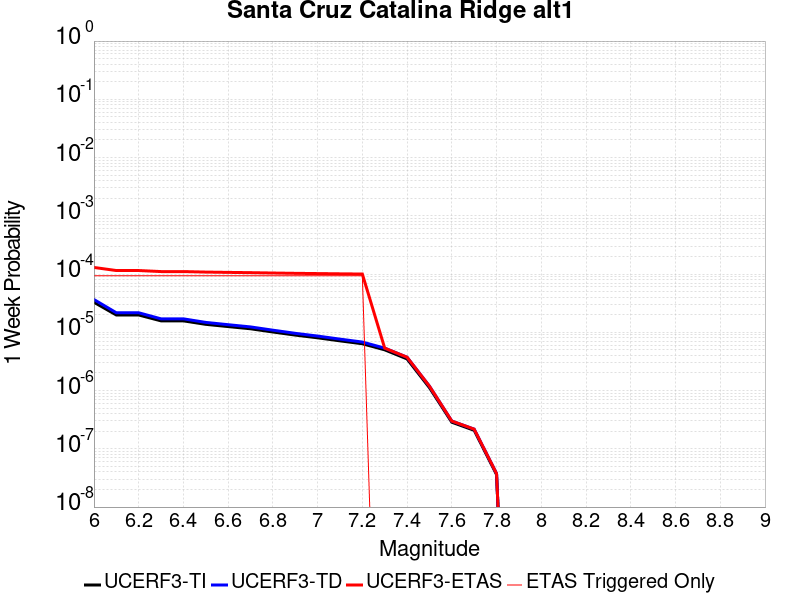 Santa Cruz Catalina Ridge alt1
10^0
10^-1
10^-2
10^-3
10^-4
10^-5
10^-6
10^-7
10^-8
1 Week Probability
6 6.2 6.4 6.6 6.8 7 7.2 7.4 7.6 7.8 8 8.2 8.4 8.6 8.8 9
Magnitude
UCERF3-TI UCERF3-TD UCERF3-ETAS ETAS Triggered Only